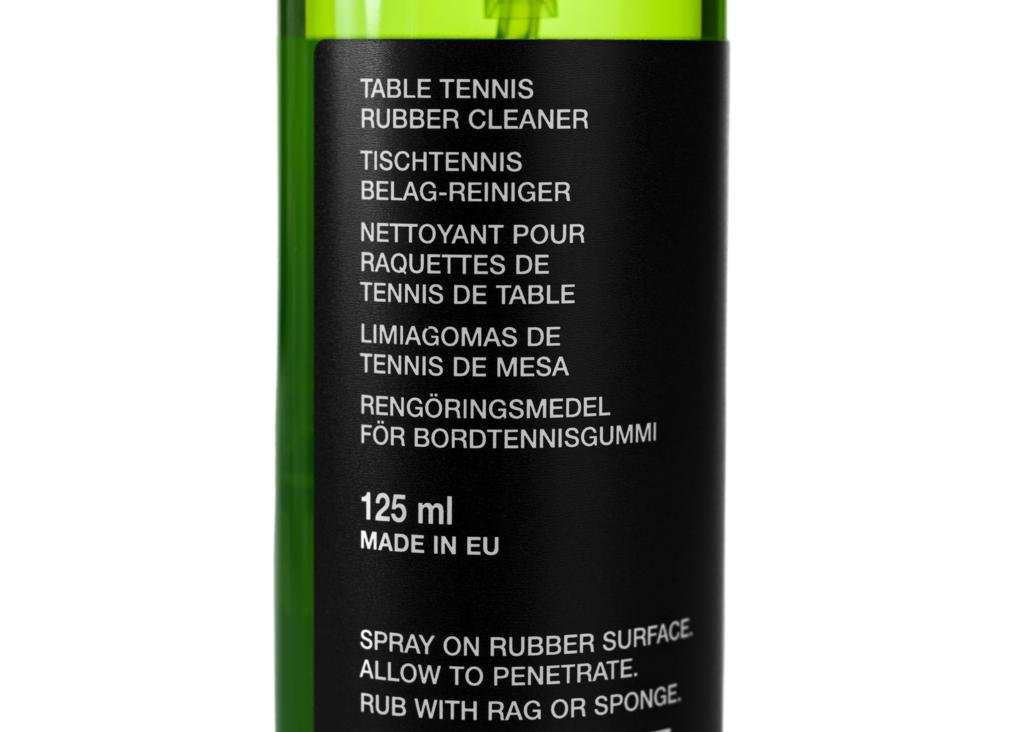 TABLE TENNIS
RUBBER CLEANER
TISCHTENNIS
BELAG-REINIGER
NETTOYANT POUR
RAQUETTES DE
TENNIS DE TABLE
LIMIAGOMAS DE
TENNIS DE MESA
RENGÖRINGSMEDEL
FÖR BORDTENNISGUMMI
125 ml
MADE IN EU
SPRAY ON RUBBER SURFACE.
ALLOW TO PENETRATE.
RUB WITH RAG OR SPONGE.